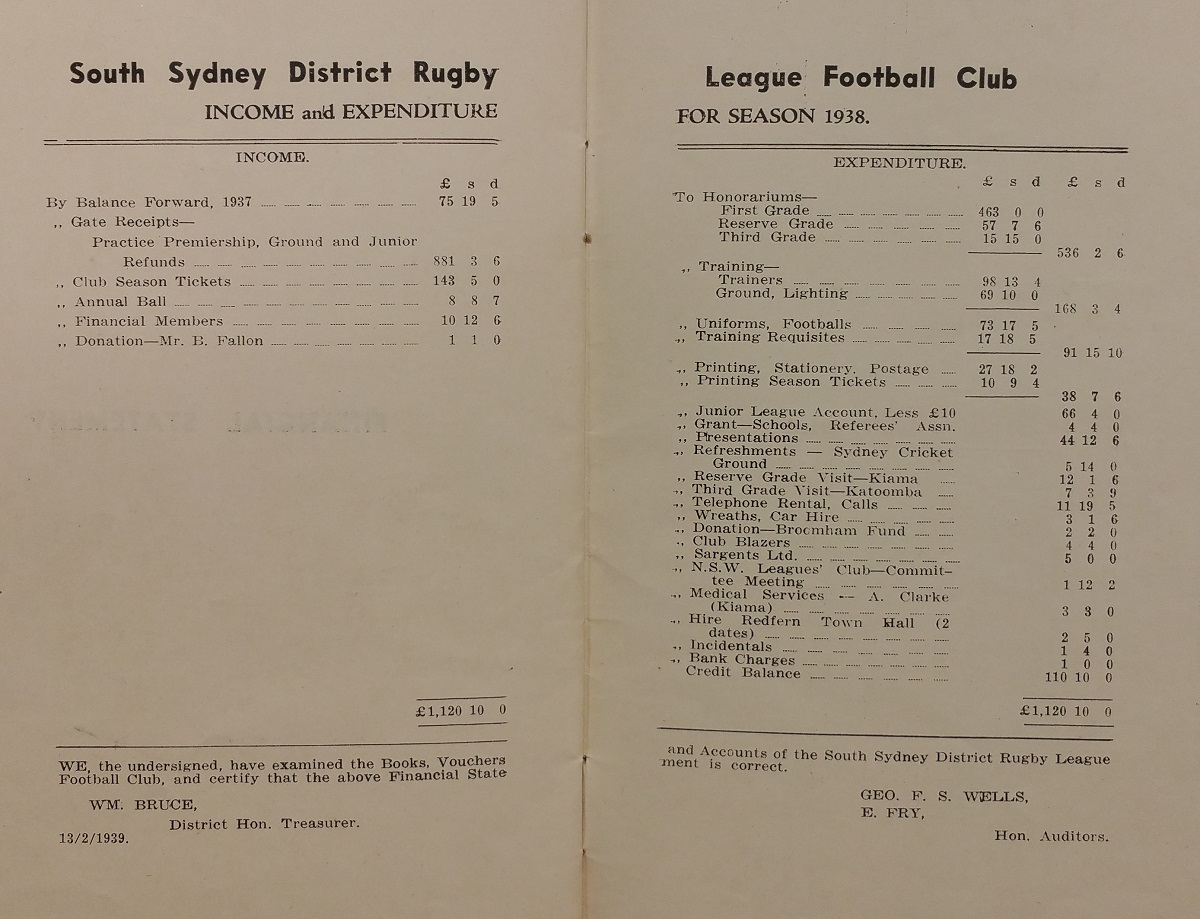 South Sydney District Rugby
INCOME and EXPENDITURE
INCOME.
£ s d
By Balance Forward, 1937 75 19 5
,, Gate Receipts—
Practice Premiership, Ground and Junior
Refunds 881 3 6
,, Club Season Tickets 143 5 0
,, Annual Ball 8 8 7
,, Financial Members 10 12 6
,, Donation—Mr. B. Fallon 1 1 0
£1,120 10 0
WE, the undersigned, have examined the Books, Vouchers
Football Club, and certify that the above Financial State
WM. BRUCE,
District Hon. Treasurer.
13/2/1939.
League Football Club
FOR SEASON 1938.
EXPENDITURE.
£ s d £ s d
To Honorariums—
First Grade 463 0 0
Reserve Grade 57 7 6
Third Grade 15 15 0
536 2 6
,, Training—
Trainers 98 13 4
Ground, Lighting 69 10 0
168 3 4
,, Uniforms, Footballs 73 17 5
,, Training Requisites 17 18 5
91 15 10
,, Printing, Stationery, Postage 27 18 2
,, Printing Season Tickets 10 9 4
38 7 6
,, Junior League Account, Less £10 66 4 0
,, Grant—Schools, Referees' Assn. 4 4 0
,, Presentations 44 12 6
,, Refreshments — Sydney Cricket
Ground 5 14 0
,, Reserve Grade Visit—Kiama 12 1 6
,, Third Grade Visit—Katoomba 7 3 9
,, Telephone Rental, Calls 11 19 5
,, Wreaths, Car Hire 3 1 6
,, Donation—Broomham Fund 2 2 0
,, Club Blazers 4 4 0
,, Sargents Ltd. 5 0 0
,, N.S.W. Leagues' Club—Commit-
tee Meeting 1 12 2
,, Medical Services — A. Clarke
(Kiama) 3 3 0
,, Hire Redfern Town Hall (2
dates) 2 5 0
,, Incidentals 1 4 0
,, Bank Charges 1 0 0
Credit Balance 110 10 0
£1,120 10 0
and Accounts of the South Sydney District Rugby League
ment is correct.
GEO. F. S. WELLS,
E. FRY,
Hon. Auditors.
FINANCIAL STATEMENT